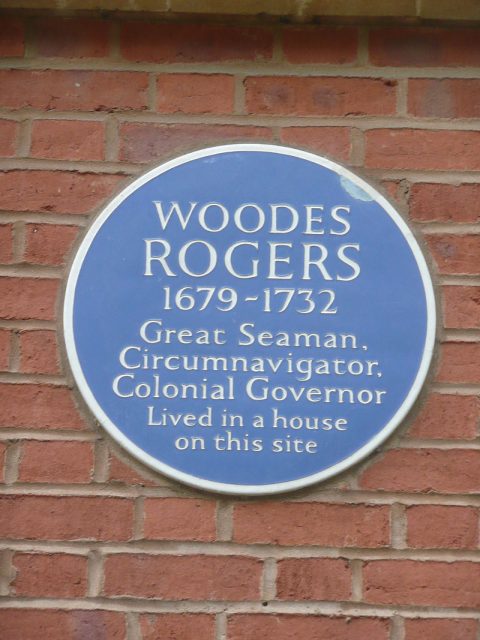 WOODES
ROGERS
1679-1732
Great Seaman,
Circumnavigator,
Colonial Governor
Lived in a house
on this site